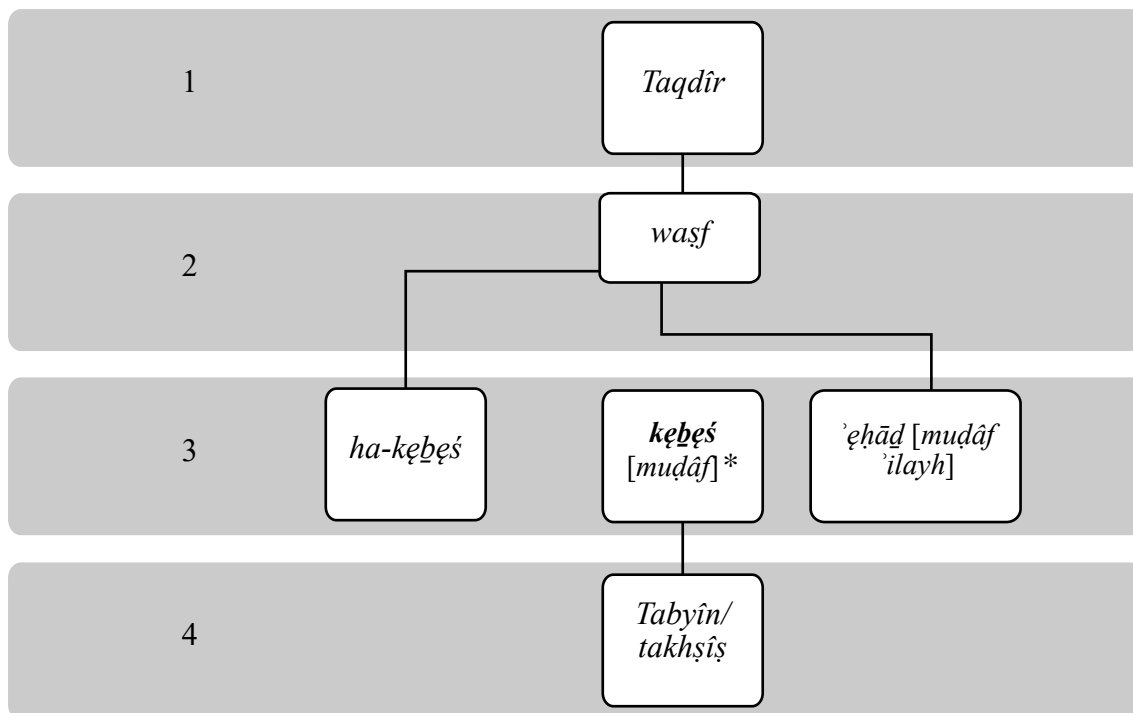 1
Taqdîr
2
waṣf
3
ha-kęḇęś
kęḇęś
[muḍâf]*
ʾęḥāḏ [muḍâf
ʾilayh]
4
Tabyîn/
takhṣîṣ